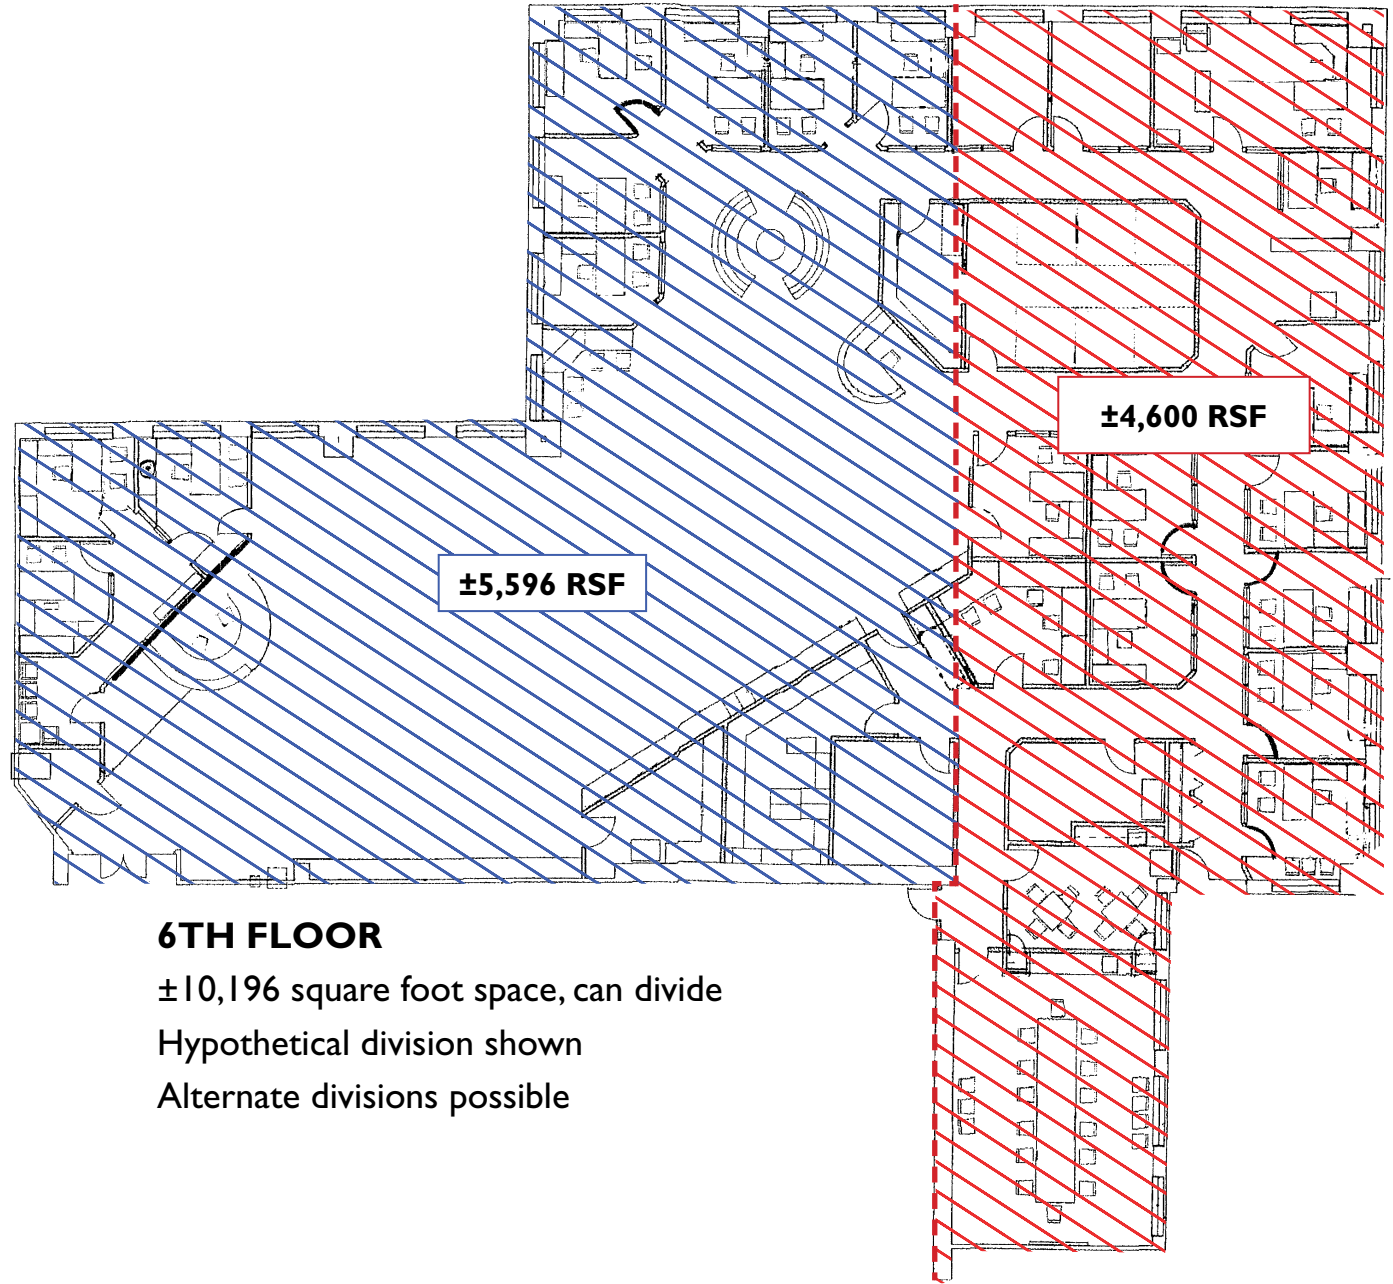 ±4,600 RSF
±5,596 RSF
6TH FLOOR
±10,196 square foot space, can divide
Hypothetical division shown
Alternate divisions possible